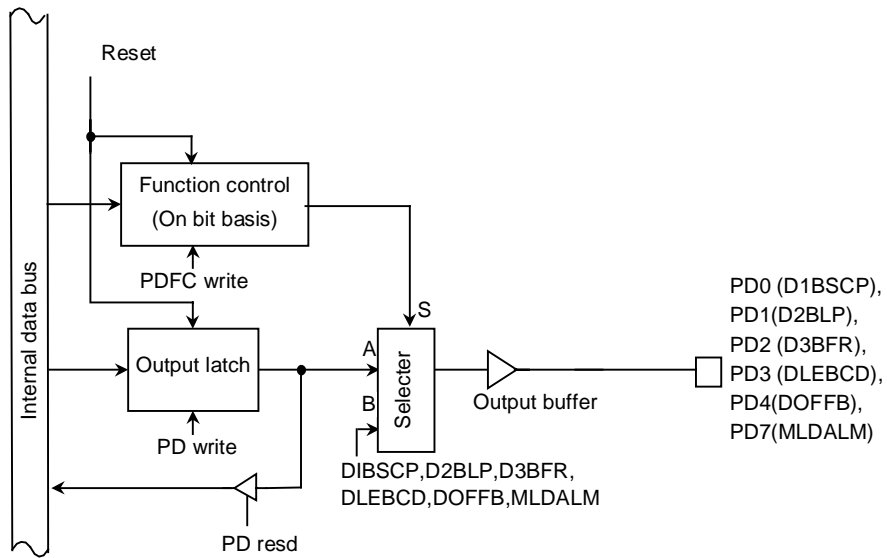 Reset
Internal data bus
Function control
(On bit basis)
PDFC write
Output latch
PD write
PD resd
S
A
B
Selecter
DIBSCP,D2BLP,D3BFR,
DLEBCD,DOFFB,MLDALM
Output buffer
PD0 (D1BSCP),
PD1(D2BLP),
PD2 (D3BFR),
PD3 (DLEBCD),
PD4(DOFFB),
PD7(MLDALM)